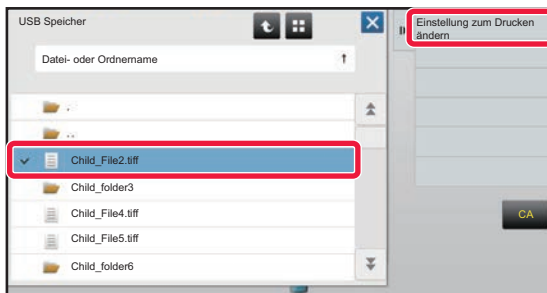 USB Speicher
Einstellung zum Drucken
ändern
Datei- oder Ordnername
.
..
Child_File2.tiff
Child_folder3
Child_File4.tiff
Child_File5.tiff
Child_folder6
CA